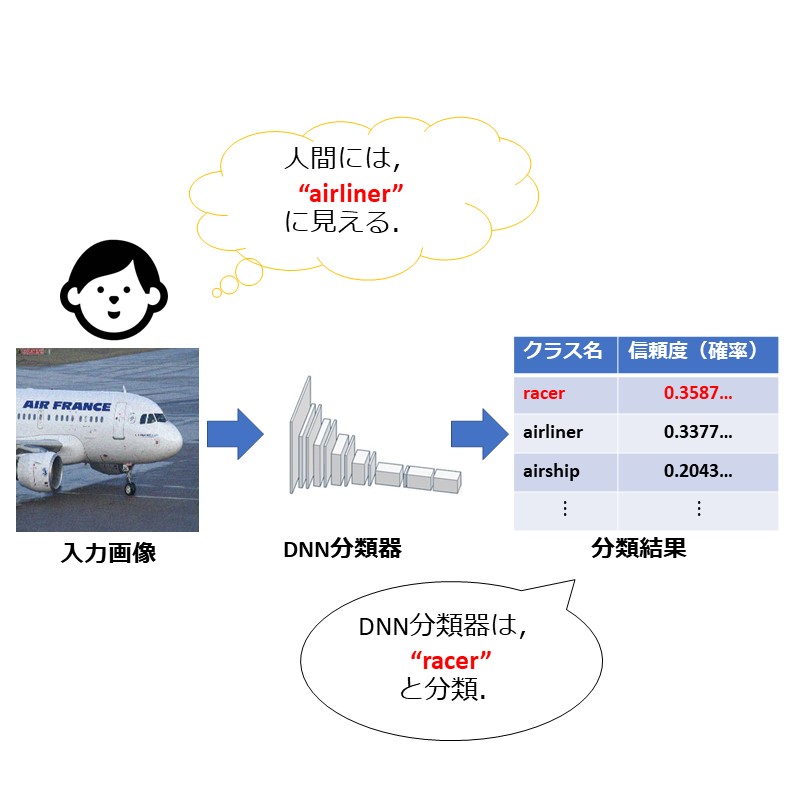 人間には,
“airliner”
に見える.
AIR FRANCE
入力画像
DNN分類器
クラス名 信頼度（確率）
racer 0.3587...
airliner 0.3377...
airship 0.2043...
⋮ ⋮
分類結果
DNN分類器は,
“racer”
と分類.